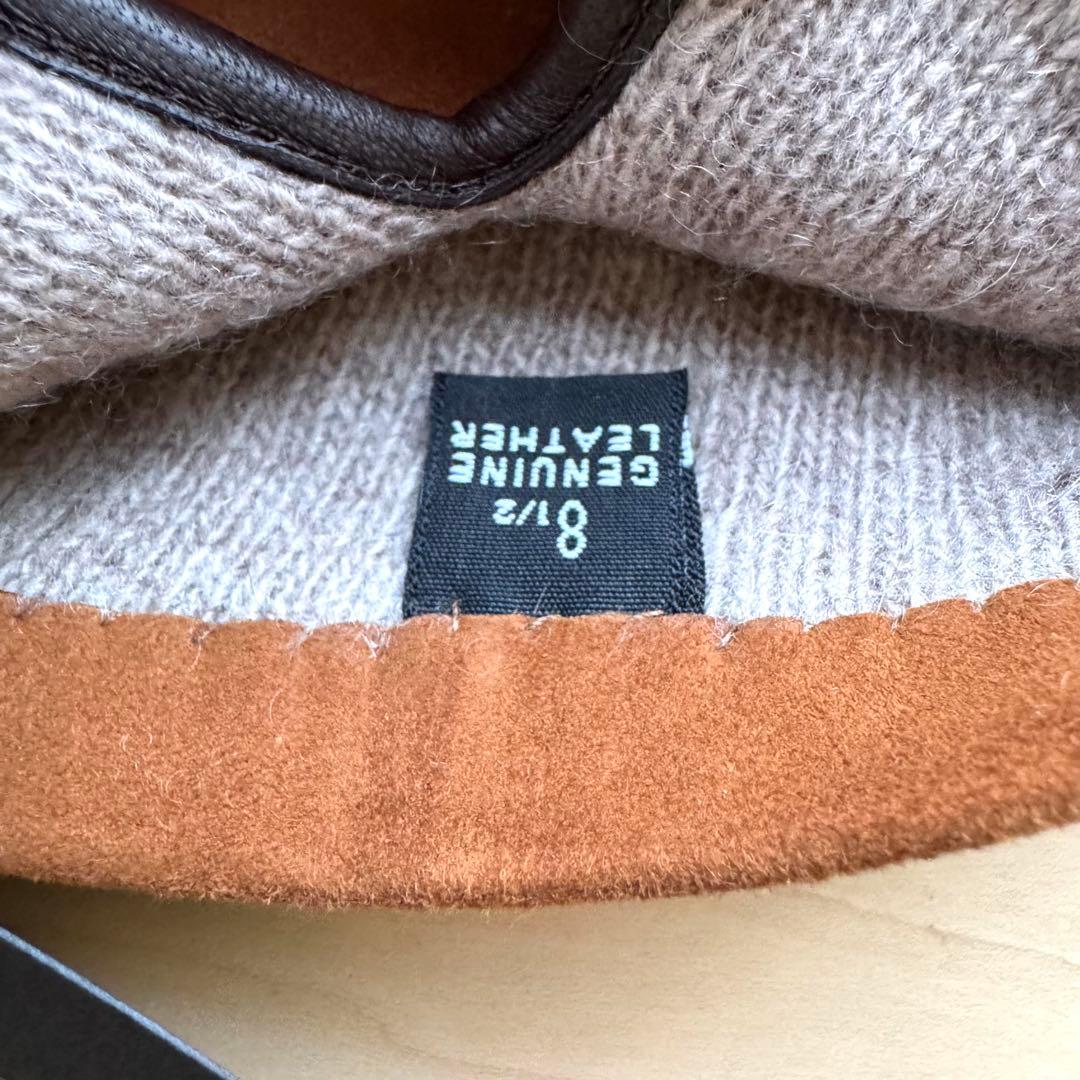 8 1/2
GENUINE
LEATHER